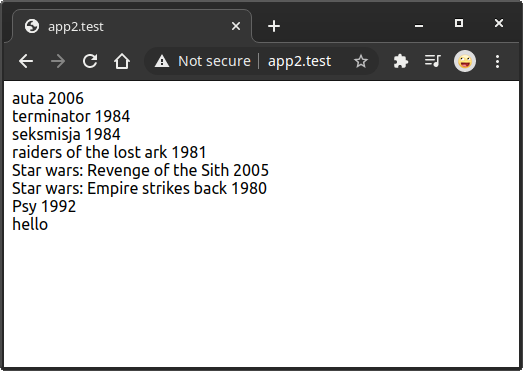 app2.test
Not secure app2.test
auta 2006
terminator 1984
seksmisja 1984
raiders of the lost ark 1981
Star wars: Revenge of the Sith 2005
Star wars: Empire strikes back 1980
Psy 1992
hello